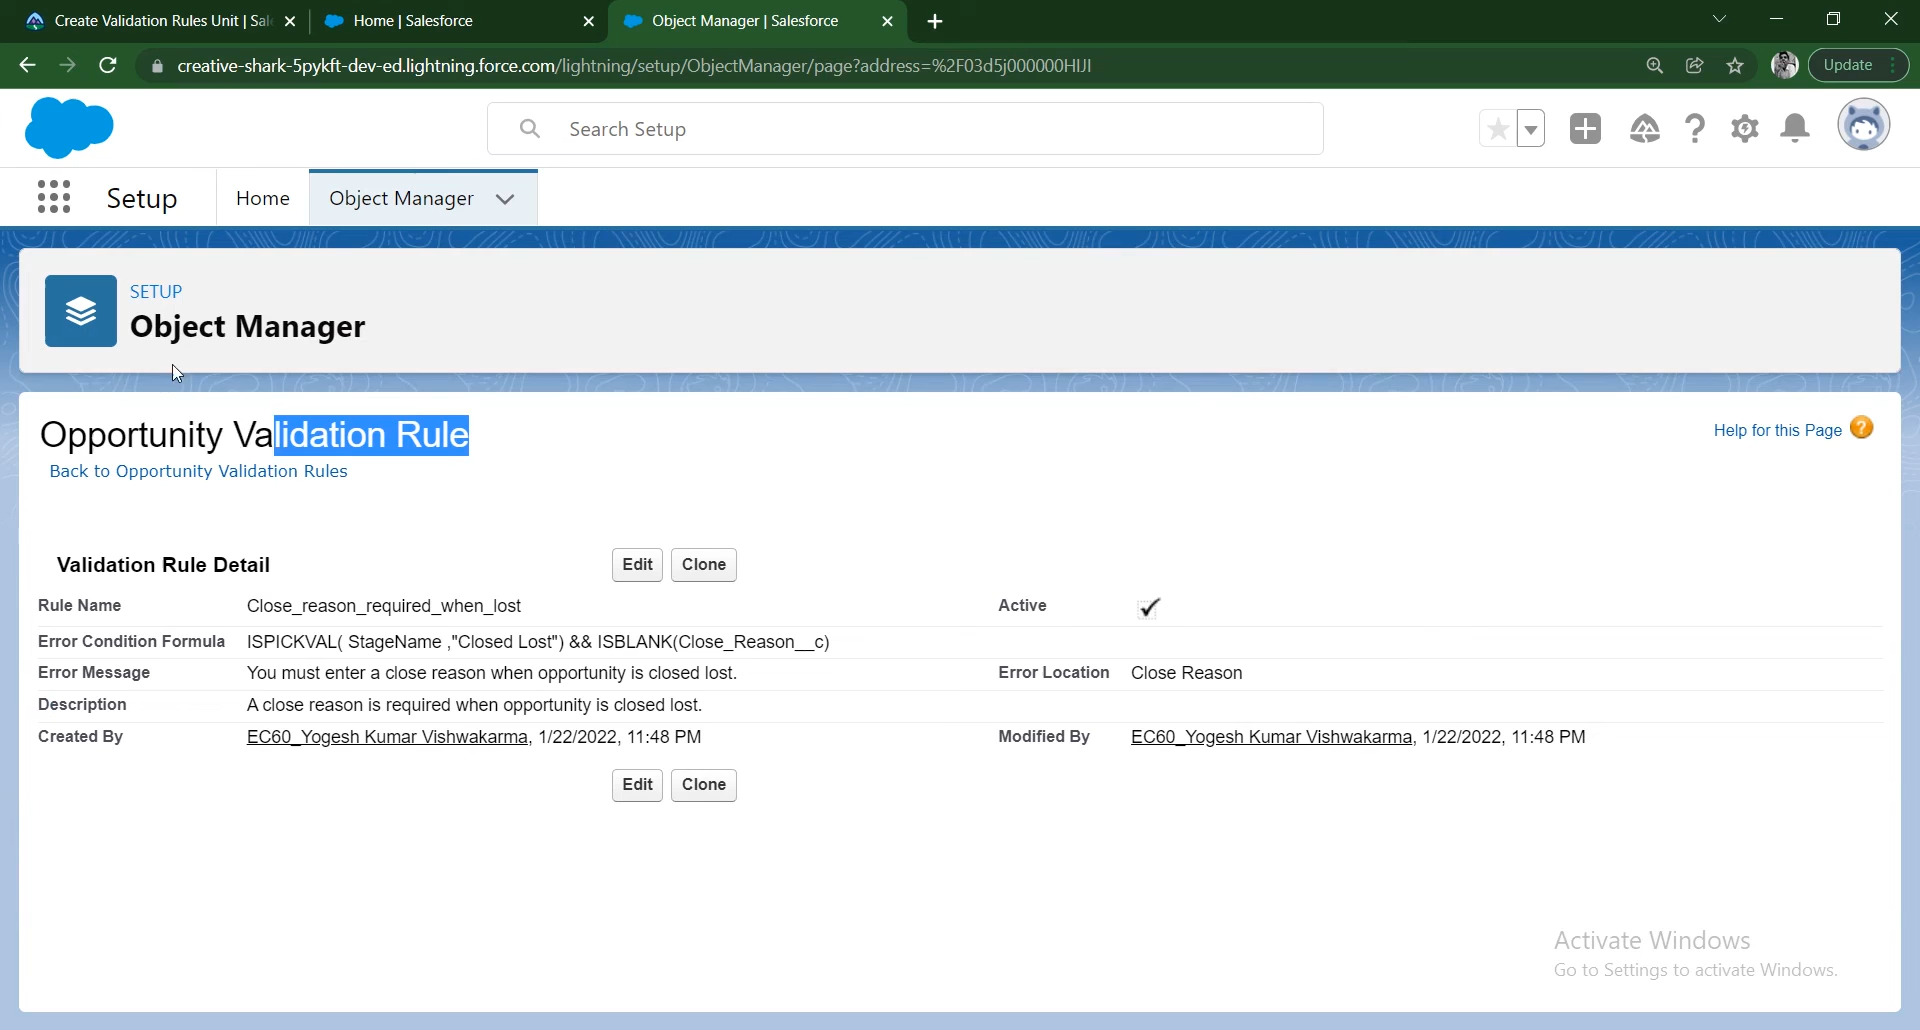 Create Validation Rules Unit | Sal
Home | Salesforce
Object Manager | Salesforce
creative-shark-5pykft-dev-ed.lightning.force.com/lightning/setup/ObjectManager/page?address=%2F03d5j000000HIJI
Update
Search Setup
Setup
Home
Object Manager
SETUP
Object Manager
Opportunity Validation Rule
Help for this Page
Back to Opportunity Validation Rules
Validation Rule Detail
Edit
Clone
Rule Name Close_reason_required_when_lost Active
Error Condition Formula ISPICKVAL( StageName ,"Closed Lost") && ISBLANK(Close_Reason__c)
Error Message You must enter a close reason when opportunity is closed lost. Error Location Close Reason
Description A close reason is required when opportunity is closed lost.
Created By EC60_Yogesh Kumar Vishwakarma, 1/22/2022, 11:48 PM Modified By EC60_Yogesh Kumar Vishwakarma, 1/22/2022, 11:48 PM
Edit
Clone
Activate Windows
Go to Settings to activate Windows.